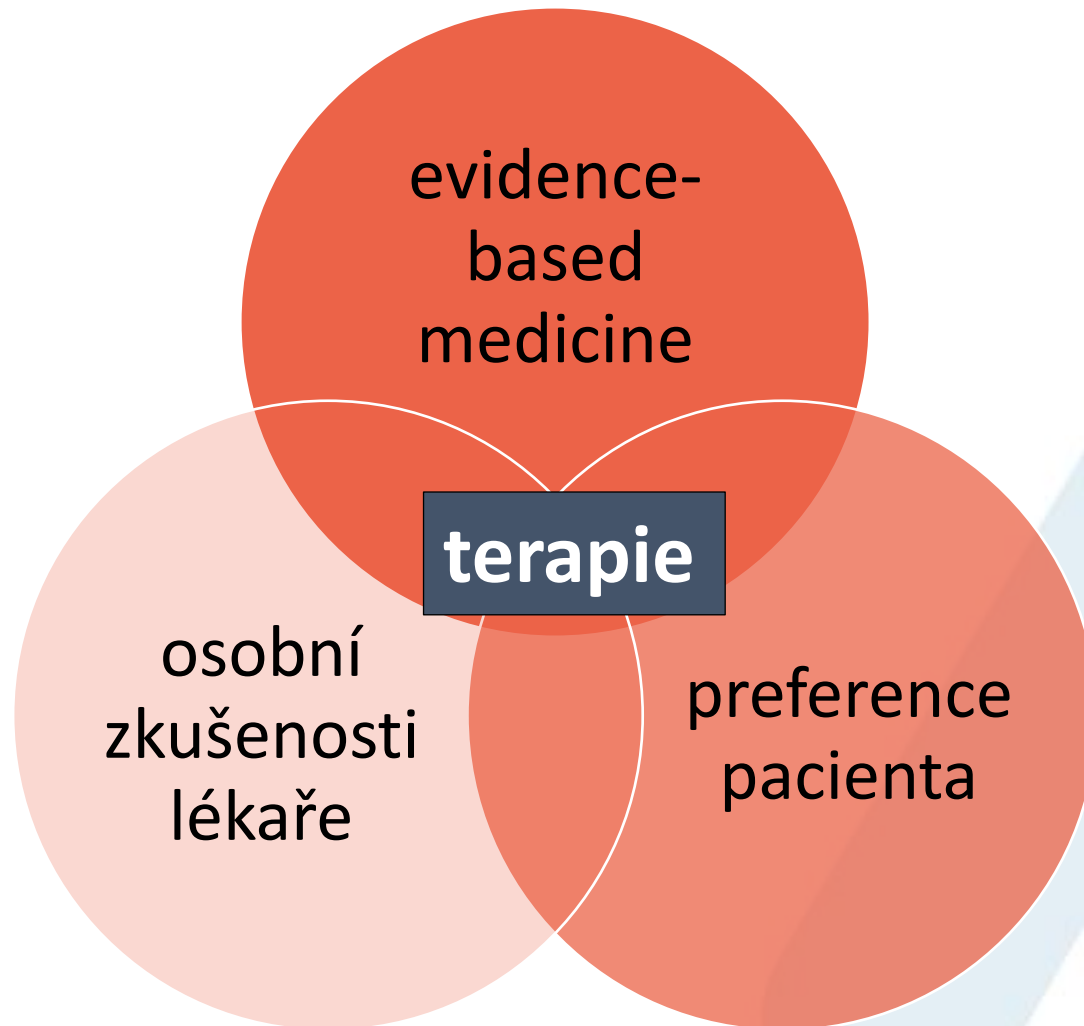 evidence-
based
medicine
terapie
osobní
zkušenosti
lékaře
preference
pacienta